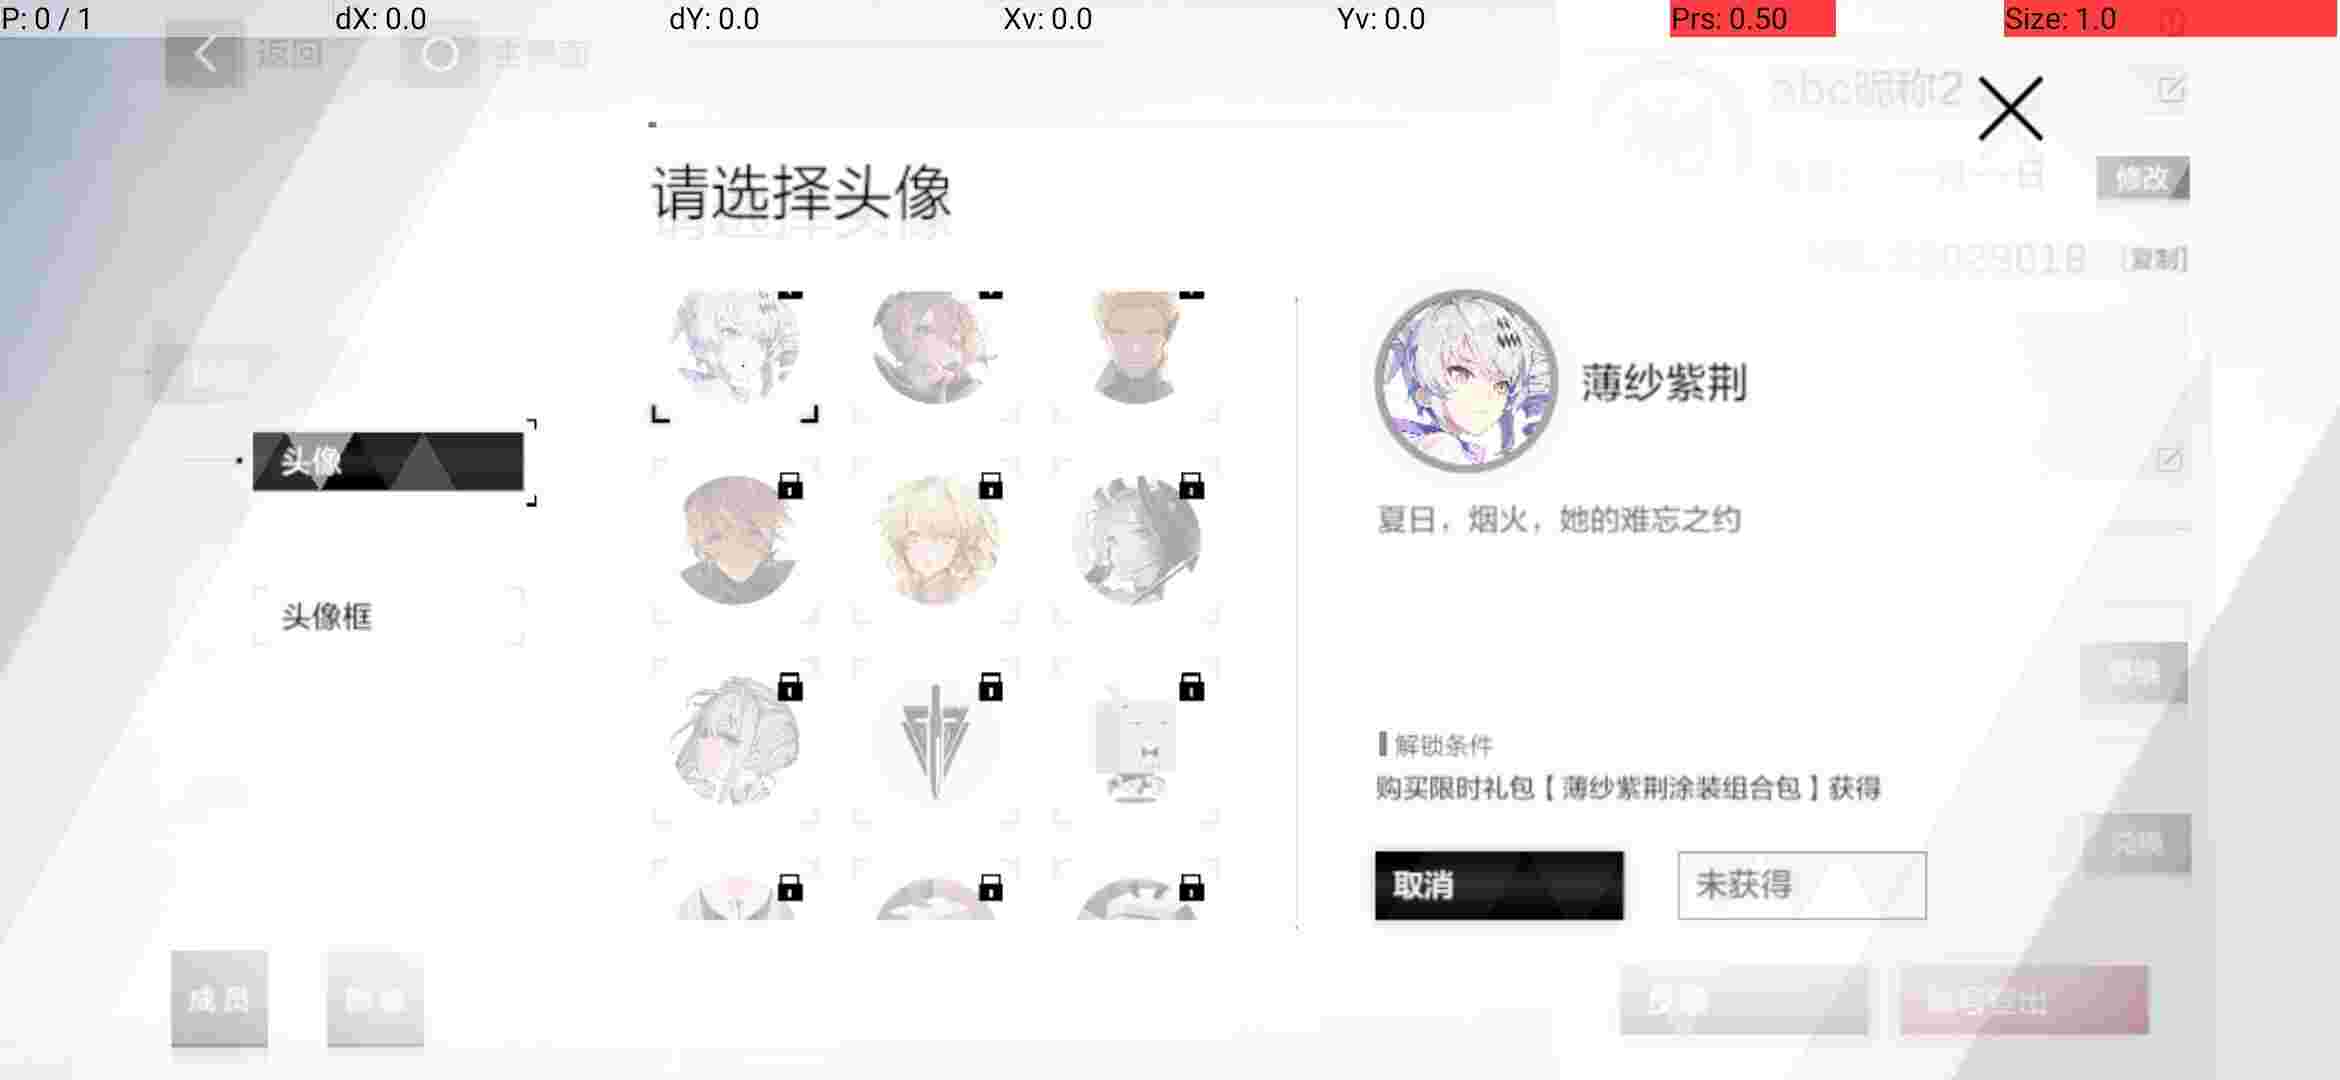 P: 0 / 1 dX: 0.0 dY: 0.0 Xv: 0.0 Yv: 0.0 Prs: 0.50 Size: 1.0
返回 主界面
abc昵称2
请选择头像
日 修改
029018 [复制]
薄纱紫荆
头像
夏日，烟火，她的难忘之约
头像框
解锁条件
购买限时礼包【薄纱紫荆涂装组合包】获得
取消 未获得
兑换
成员